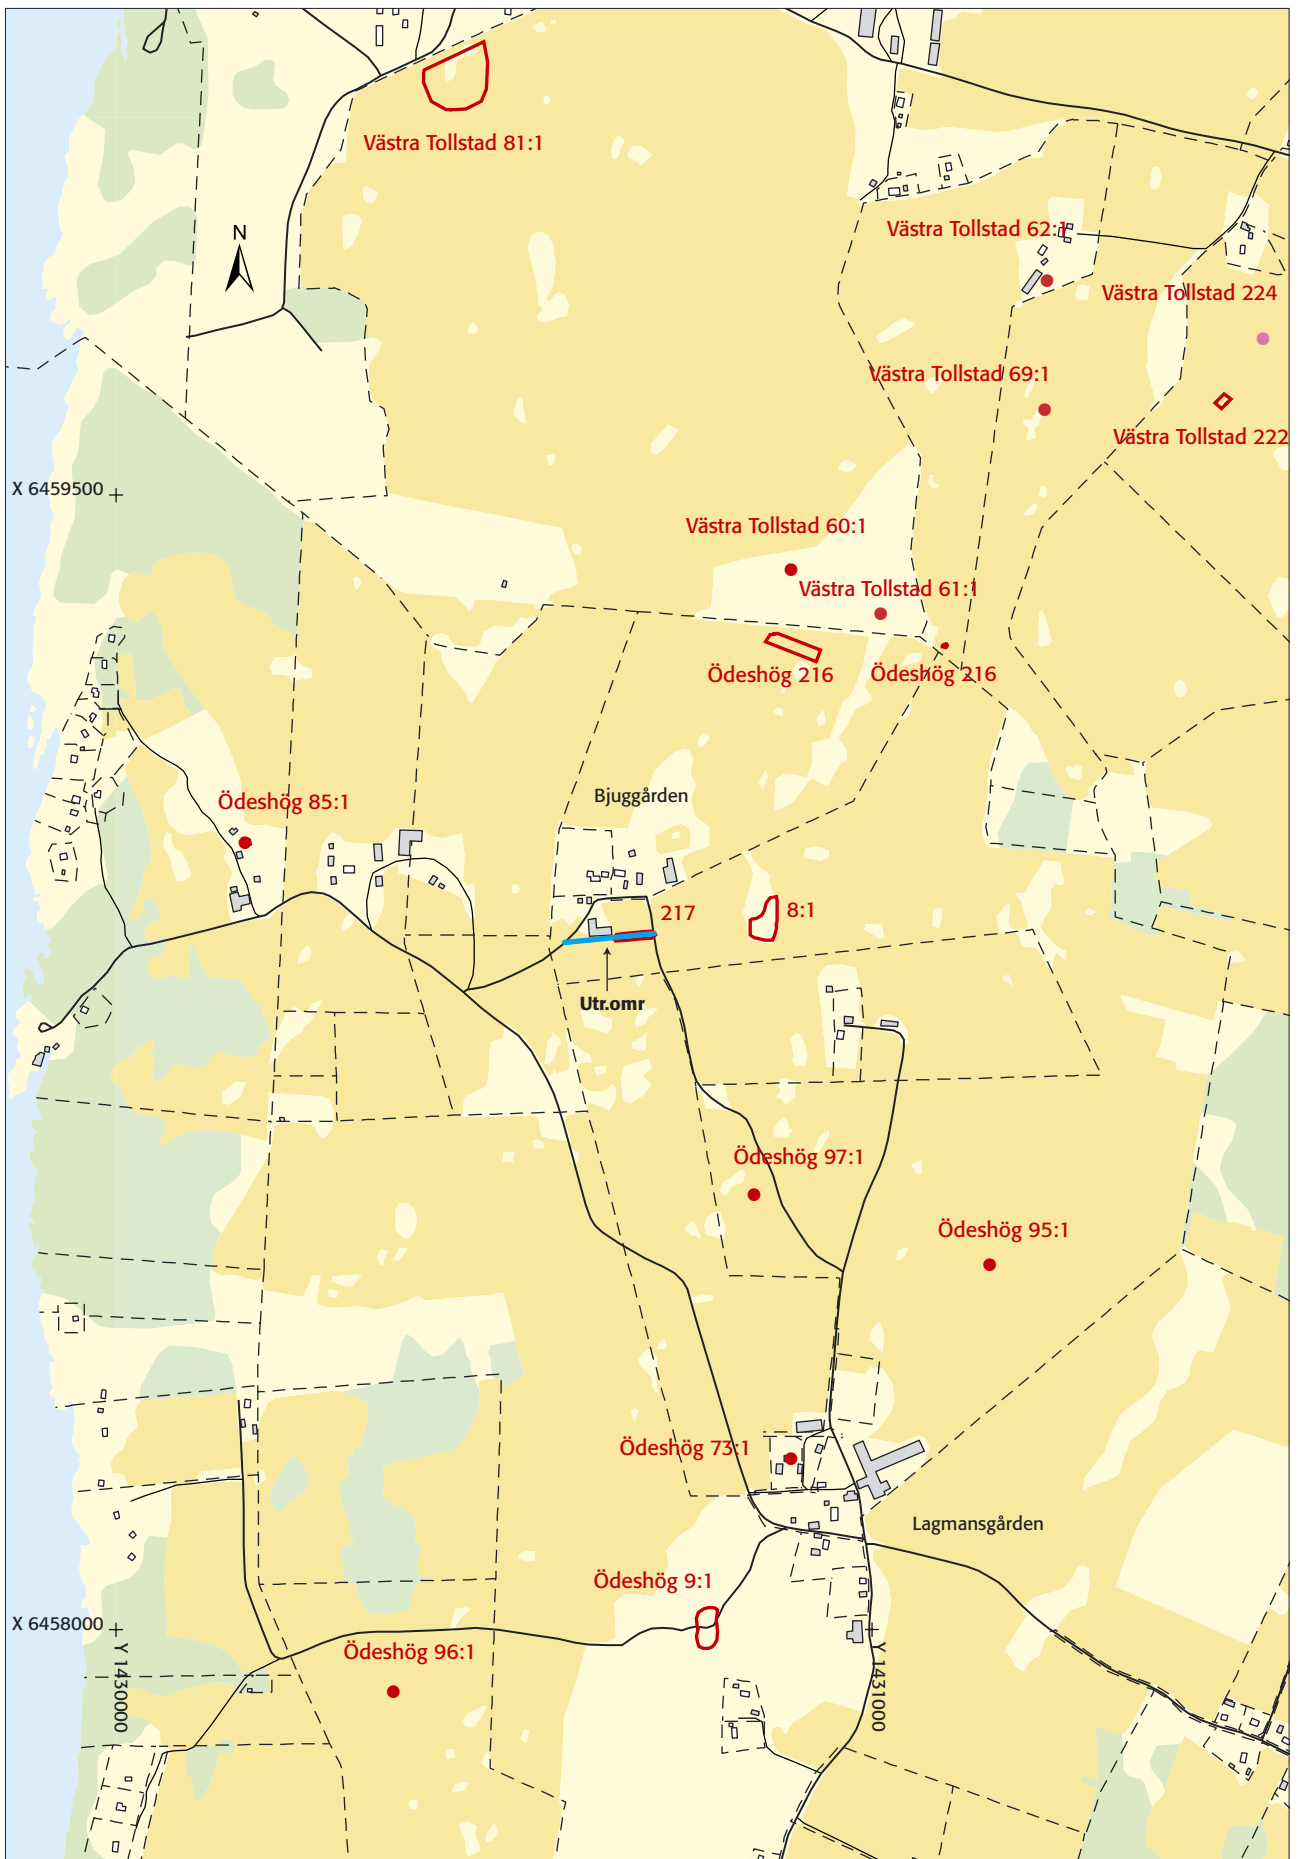 Västra Tollstad 81:1
N
Västra Tollstad 62:1
Västra Tollstad 224
Västra Tollstad 69:1
Västra Tollstad 222
X 6459500
Västra Tollstad 60:1
Västra Tollstad 61:1
Ödeshög 216
Ödeshög 216
Bjuggården
Ödeshög 85:1
217
8:1
Utr.omr
Ödeshög 97:1
Ödeshög 95:1
Ödeshög 73:1
Lagmansgården
Ödeshög 9:1
X 6458000
Ödeshög 96:1
Y 1430000
Y 1431000